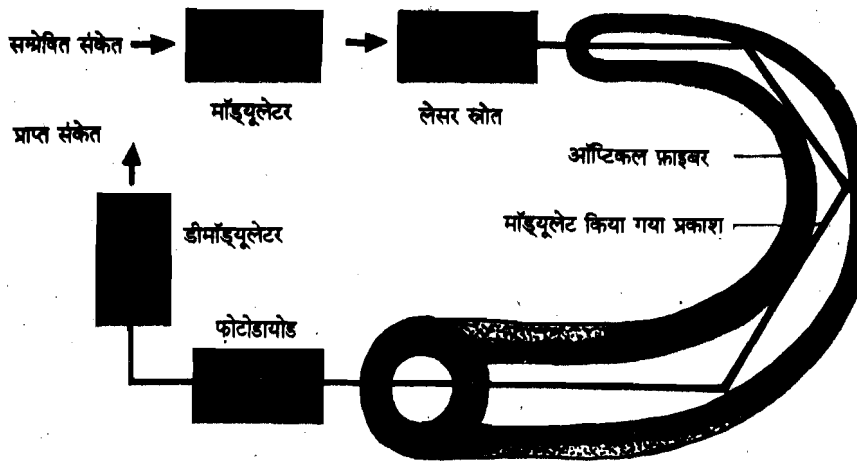 सम्प्रेषित संकेत
मॉड्यूलेटर
लेसर स्रोत
प्राप्त संकेत
ऑप्टिकल फ़ाइबर
मॉड्यूलेट किया गया प्रकाश
डीमॉड्यूलेटर
फोटोडायोड